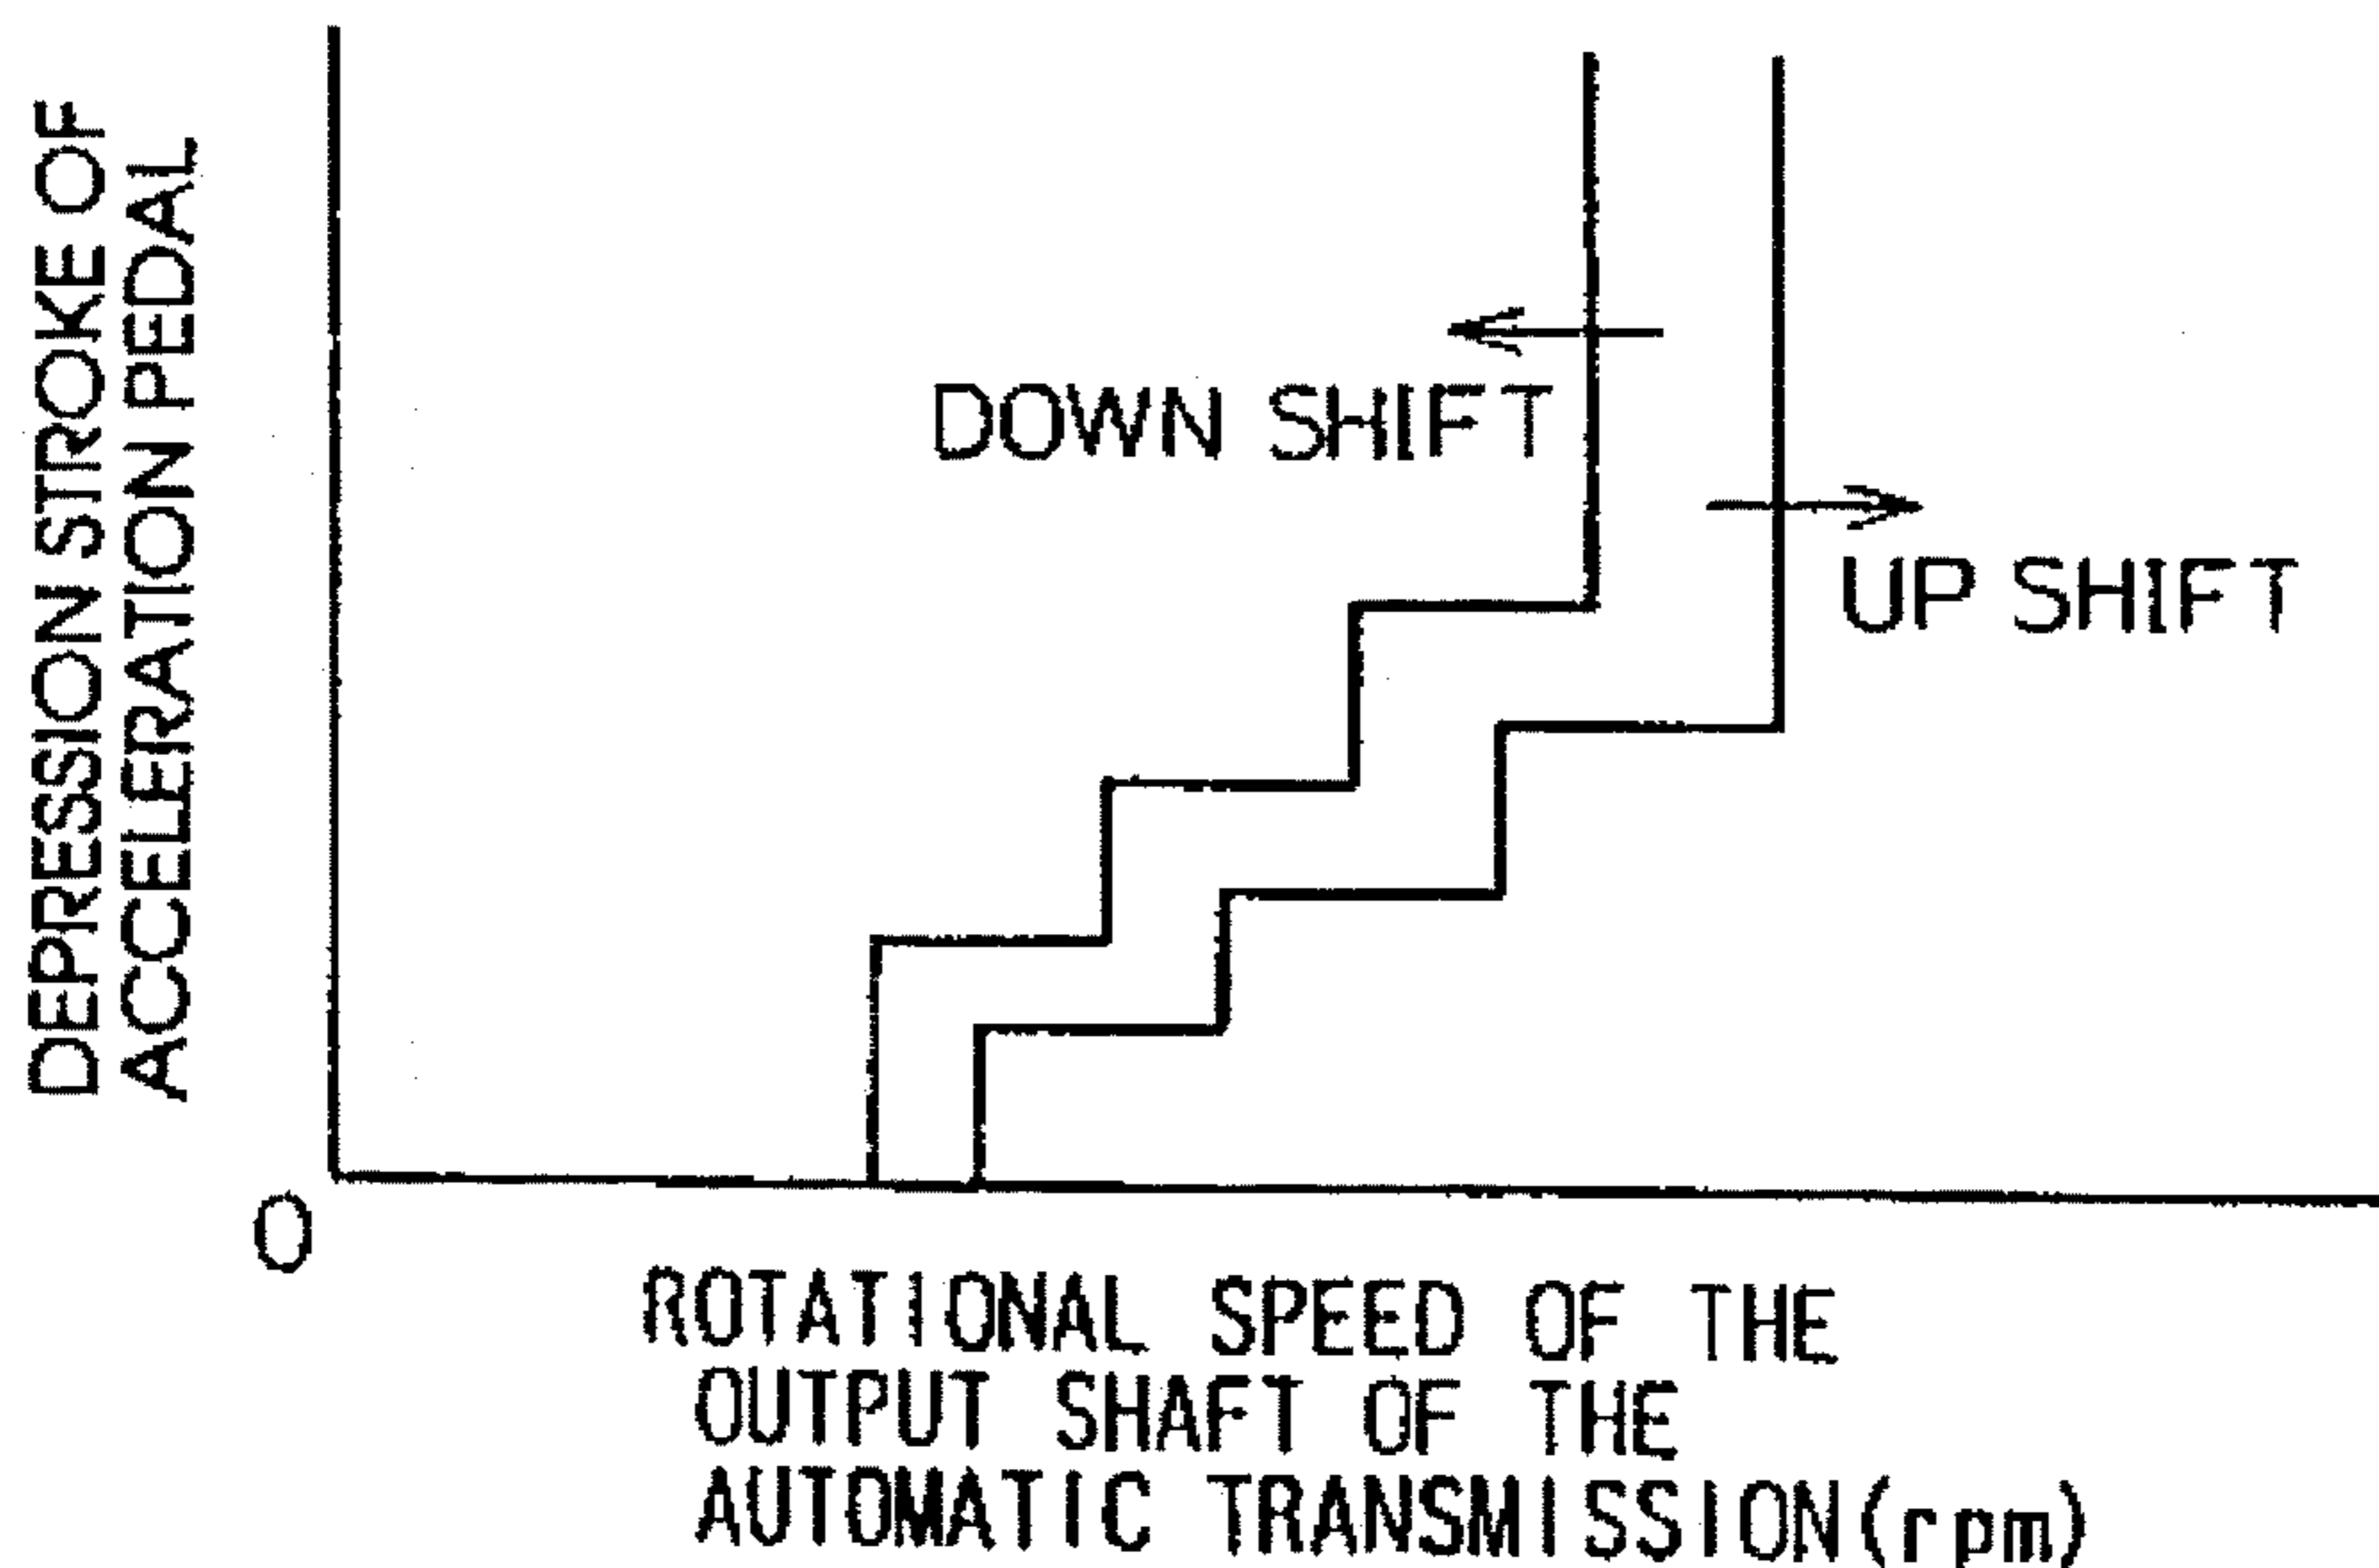 DEPRESSION STROKE OF
ACCELERATION PEDAL
DOWN SHIFT
UP SHIFT
0
ROTATIONAL SPEED OF THE
OUTPUT SHAFT OF THE
AUTOMATIC TRANSMISSION(rpm)